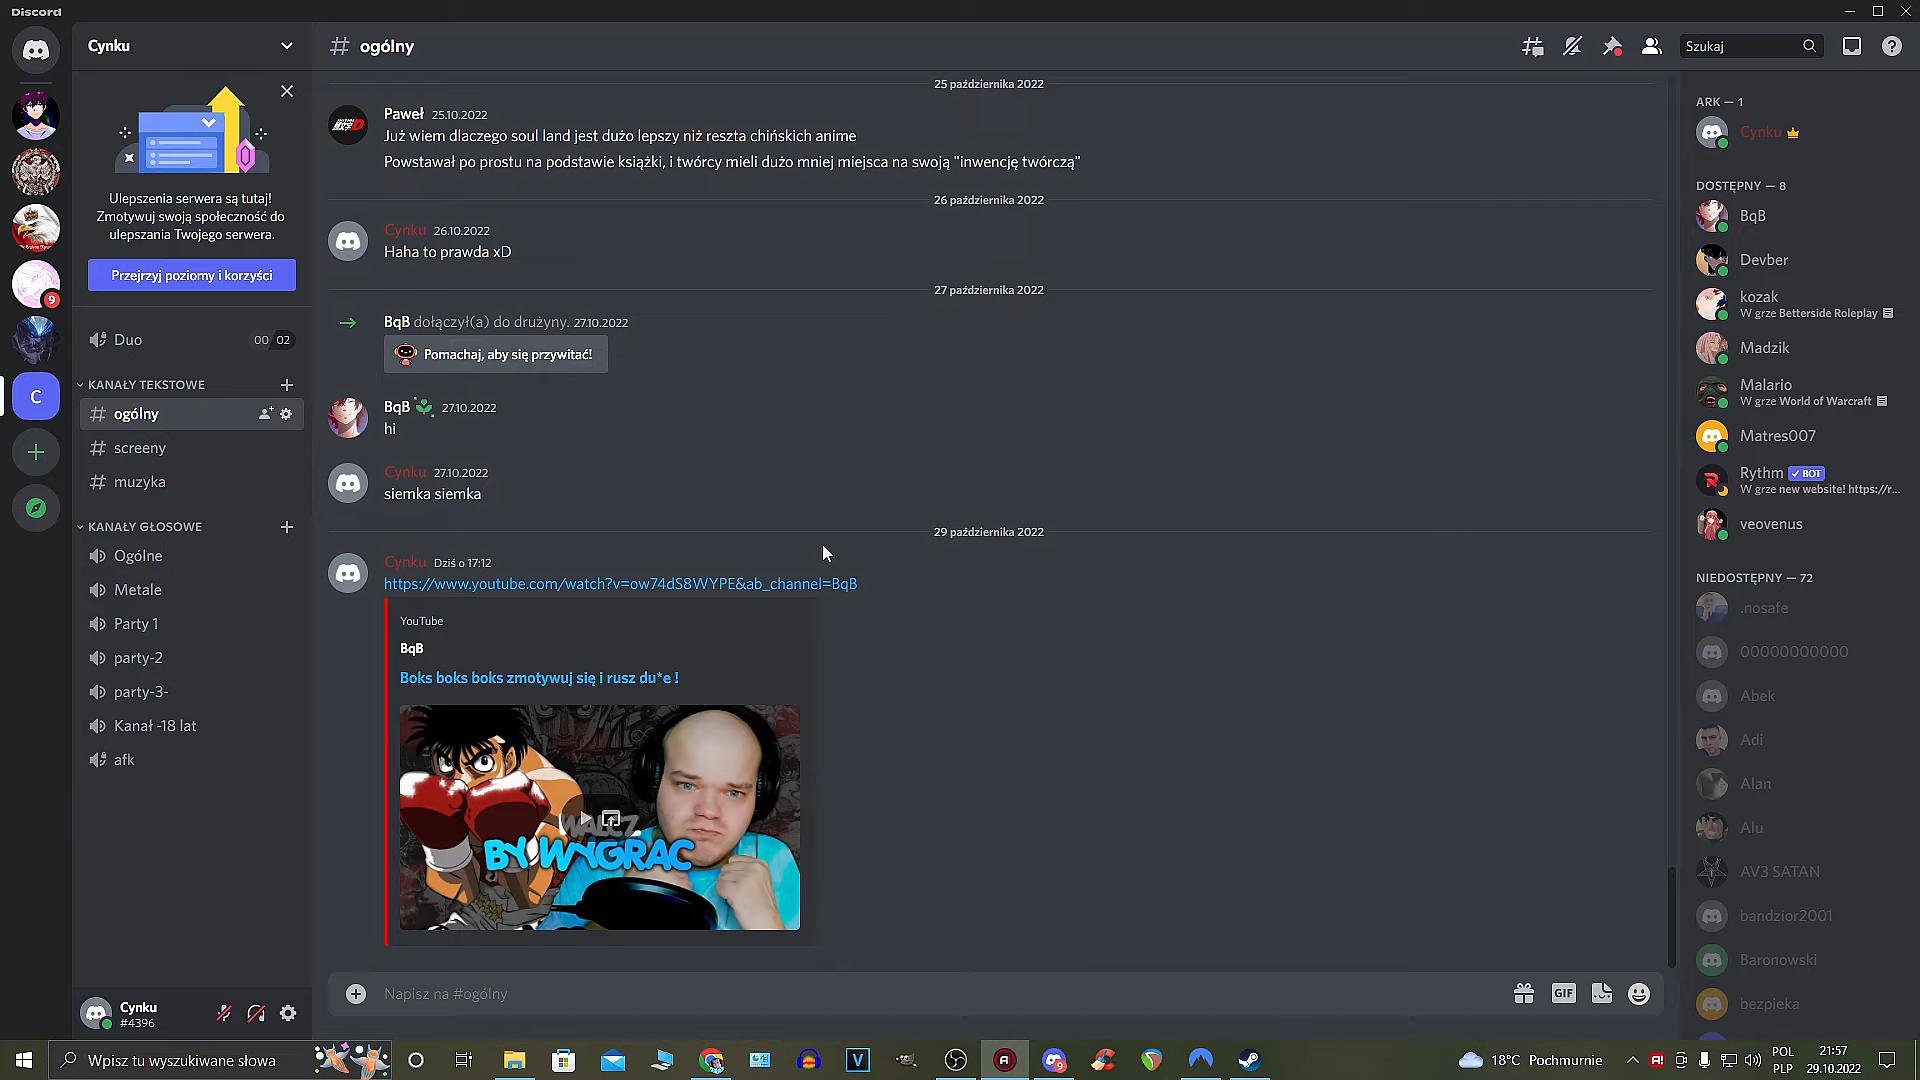 Discord
Cynku
ogólny
Szukaj
Ulepszenia serwera są tutaj!
Zmotywuj swoją społeczność do
ulepszania Twojego serwera.
Przejrzyj poziomy i korzyści
9
Duo
00 02
KANAŁY TEKSTOWE
C
ogólny
screeny
muzyka
KANAŁY GŁOSOWE
Ogólne
Metale
Party 1
party-2
party-3-
Kanał -18 lat
afk
Cynku
#4396
25 października 2022
Paweł 25.10.2022
Już wiem dlaczego soul land jest dużo lepszy niż reszta chińskich anime
Powstawał po prostu na podstawie książki, i twórcy mieli dużo mniej miejsca na swoją "inwencję twórczą"
26 października 2022
Cynku 26.10.2022
Haha to prawda xD
27 października 2022
BqB dołączył(a) do drużyny. 27.10.2022
Pomachaj, aby się przywitać!
BqB 27.10.2022
hi
Cynku 27.10.2022
siemka siemka
29 października 2022
Cynku Dziś o 17:12
https://www.youtube.com/watch?v=ow74dS8WYPE&ab_channel=BqB
YouTube
BqB
Boks boks boks zmotywuj się i rusz du*e !
WALCZ
BY WYGRAĆ
Napisz na #ogólny
GIF
ARK — 1
Cynku
DOSTĘPNY — 8
BqB
Devber
kozak
W grze Betterside Roleplay
Madzik
Malario
W grze World of Warcraft
Matres007
Rythm BOT
W grze new website! https://r...
veovenus
NIEDOSTĘPNY — 72
.nosafe
00000000000
Abek
Adi
Alan
Alu
AV3 SATAN
bandzior2001
Baronowski
bezpieka
Wpisz tu wyszukiwane słowa
V
9
18°C Pochmurnie
POL
PLP
21:57
29.10.2022